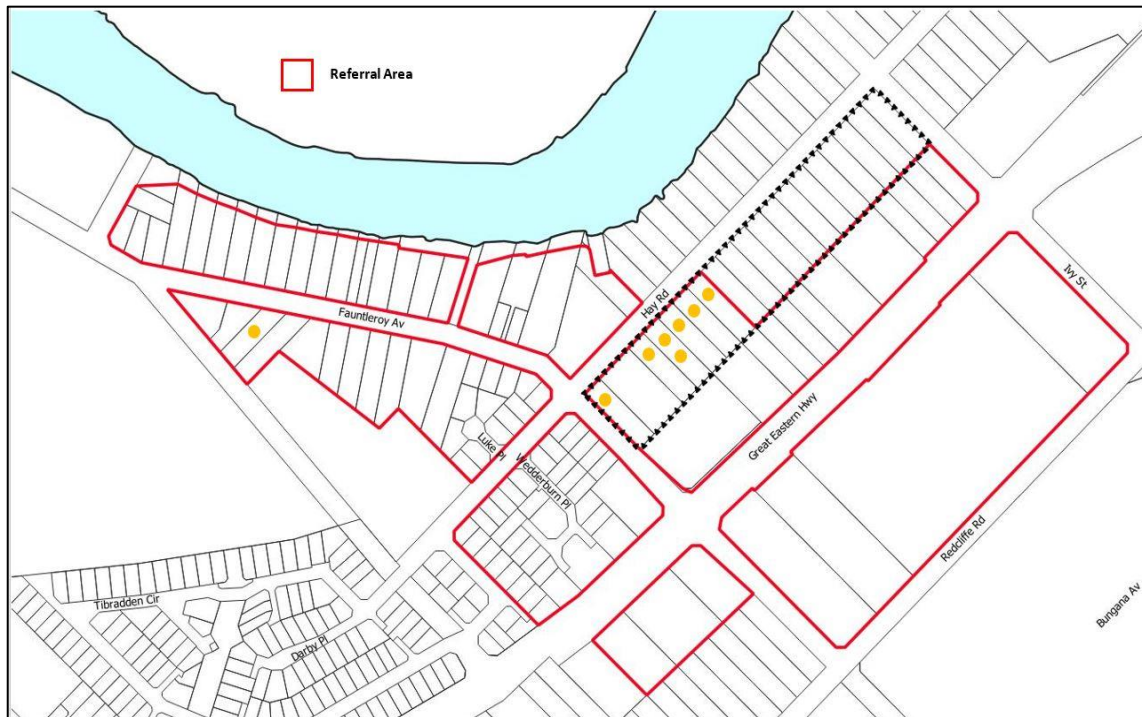 Referral Area
Hay Rd
Ivy St
Fauntleroy Av
Great Eastern Hwy
Luke Pl
Wedderburn Pl
Redcliffe Rd
Tibradden Cir
Darby Pl
Bungana Av